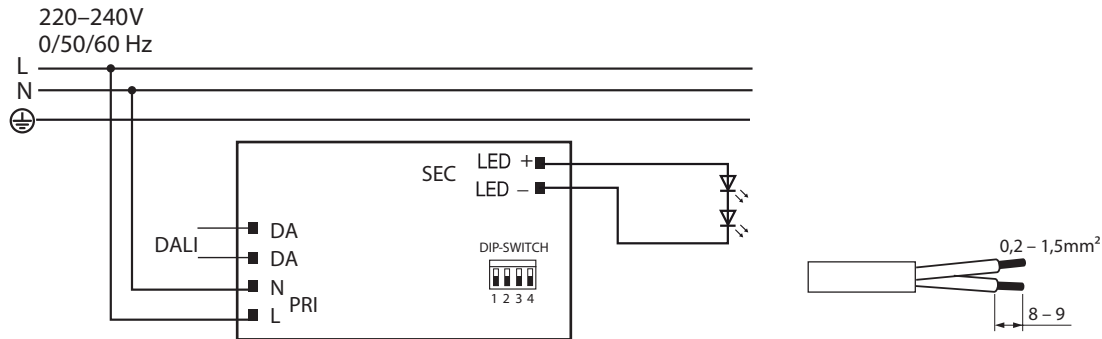 220–240V
0/50/60 Hz
L
N
SEC
LED +
LED –
DALI
DA
DA
N
PRI
L
DIP-SWITCH
1 2 3 4
0,2 – 1,5mm²
8 – 9